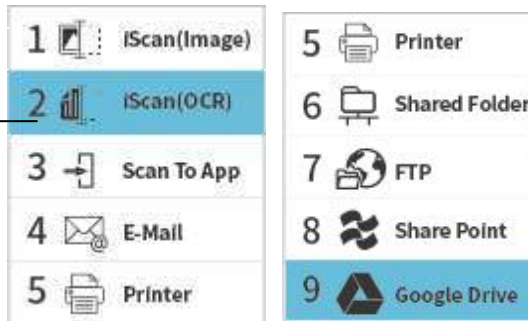 1 iScan(Image)
2 iScan(OCR)
3 Scan To App
4 E-Mail
5 Printer
5 Printer
6 Shared Folder
7 FTP
8 Share Point
9 Google Drive